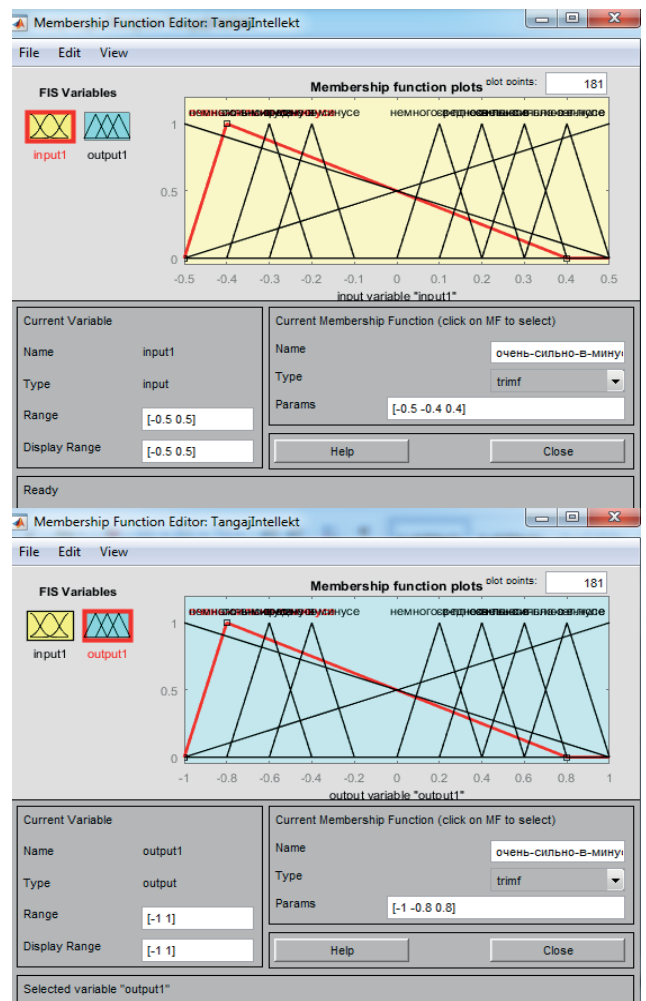 Membership Function Editor: TangajIntellekt
File Edit View
FIS Variables
Membership function plots
plot points:
181
input1
output1
немного
1
0.5
0
-0.5 -0.4 -0.3 -0.2 -0.1 0 0.1 0.2 0.3 0.4 0.5
input variable "input1"
Current Variable
Name input1
Type input
Range [-0.5 0.5]
Display Range [-0.5 0.5]
Current Membership Function (click on MF to select)
Name очень-сильно-в-мину
Type trimf
Params [-0.5 -0.4 0.4]
Help
Close
Ready
Membership Function Editor: TangajIntellekt
File Edit View
FIS Variables
Membership function plots
plot points:
181
input1
output1
немного
1
0.5
0
-1 -0.8 -0.6 -0.4 -0.2 0 0.2 0.4 0.6 0.8 1
output variable "output1"
Current Variable
Name output1
Type output
Range [-1 1]
Display Range [-1 1]
Current Membership Function (click on MF to select)
Name очень-сильно-в-мину
Type trimf
Params [-1 -0.8 0.8]
Help
Close
Selected variable "output1"